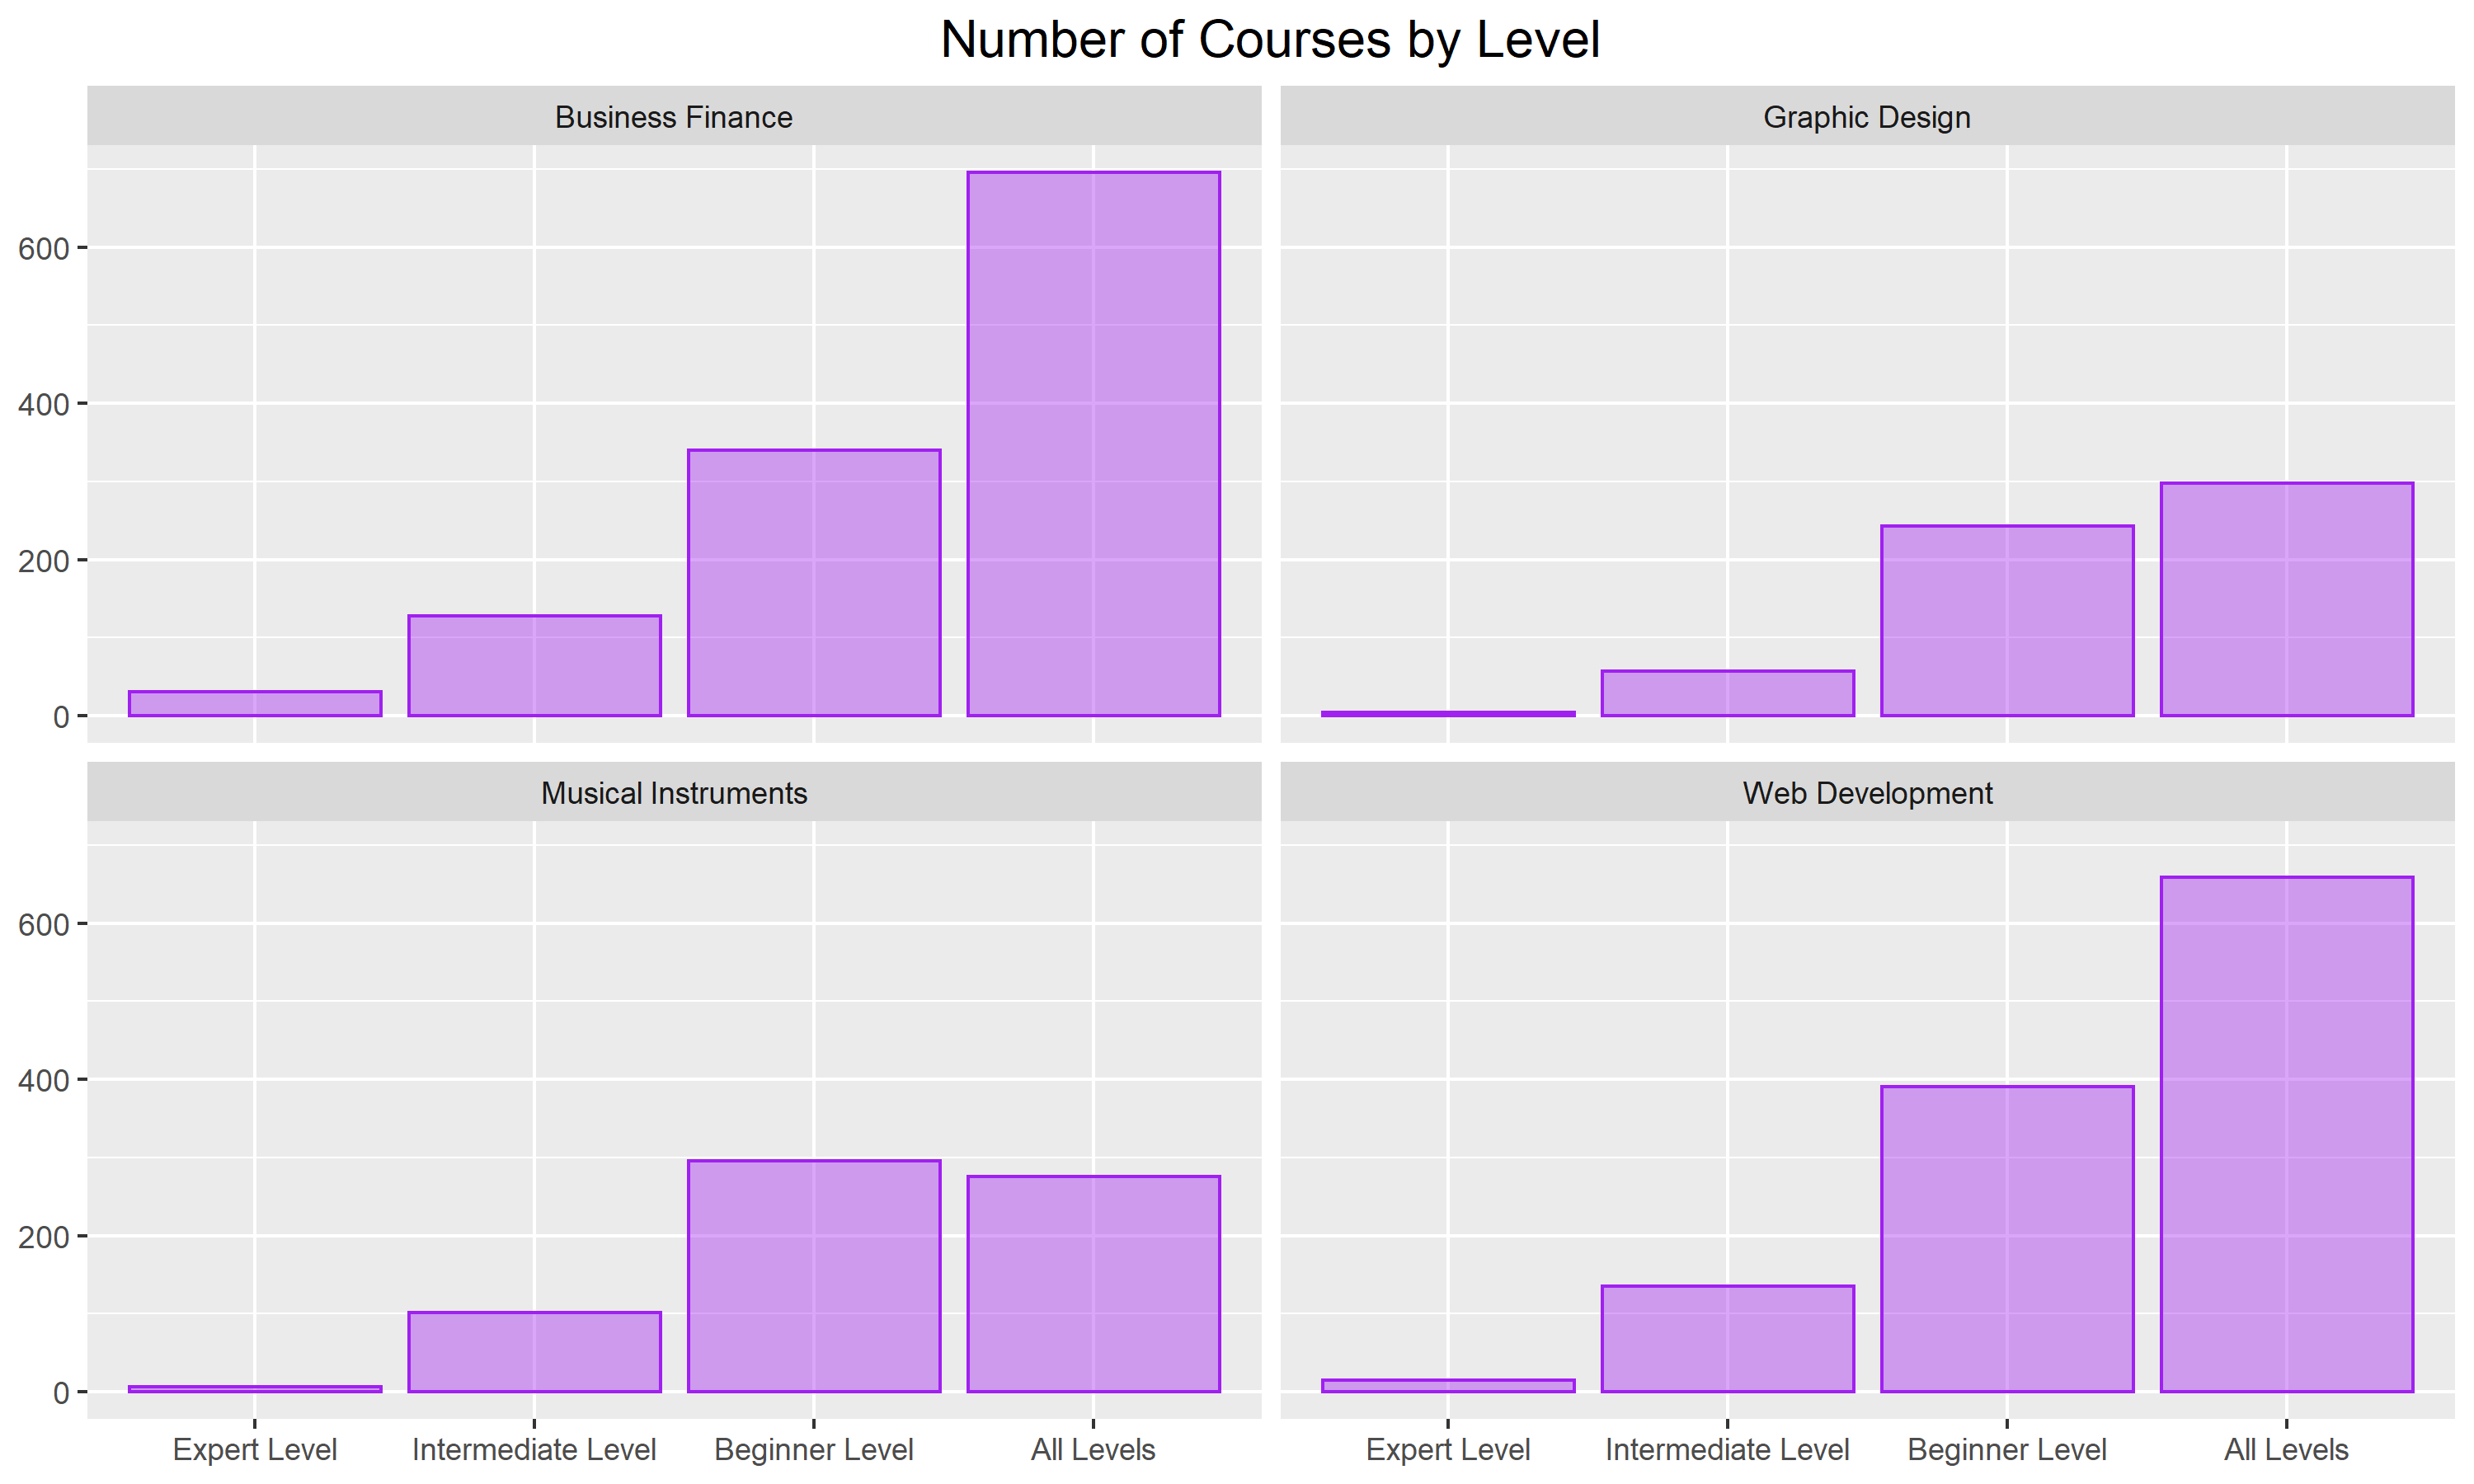 Number of Courses by Level
Business Finance
Graphic Design
600
400
200
0
Musical Instruments
Web Development
600
400
200
0
Expert Level
Intermediate Level
Beginner Level
All Levels
Expert Level
Intermediate Level
Beginner Level
All Levels